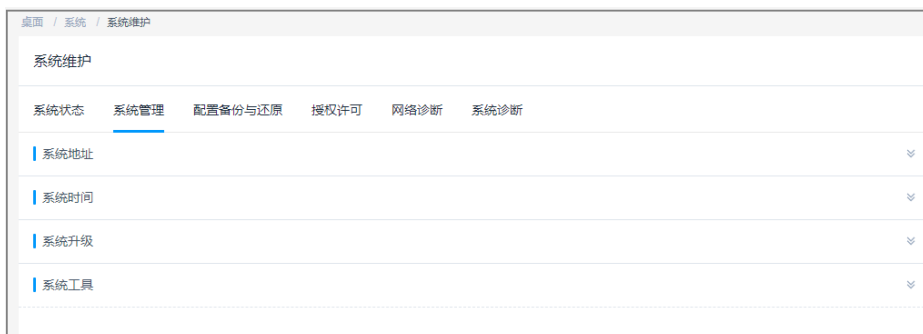 桌面 / 系统 / 系统维护
系统维护
系统状态 系统管理 配置备份与还原 授权许可 网络诊断 系统诊断
系统地址
系统时间
系统升级
系统工具